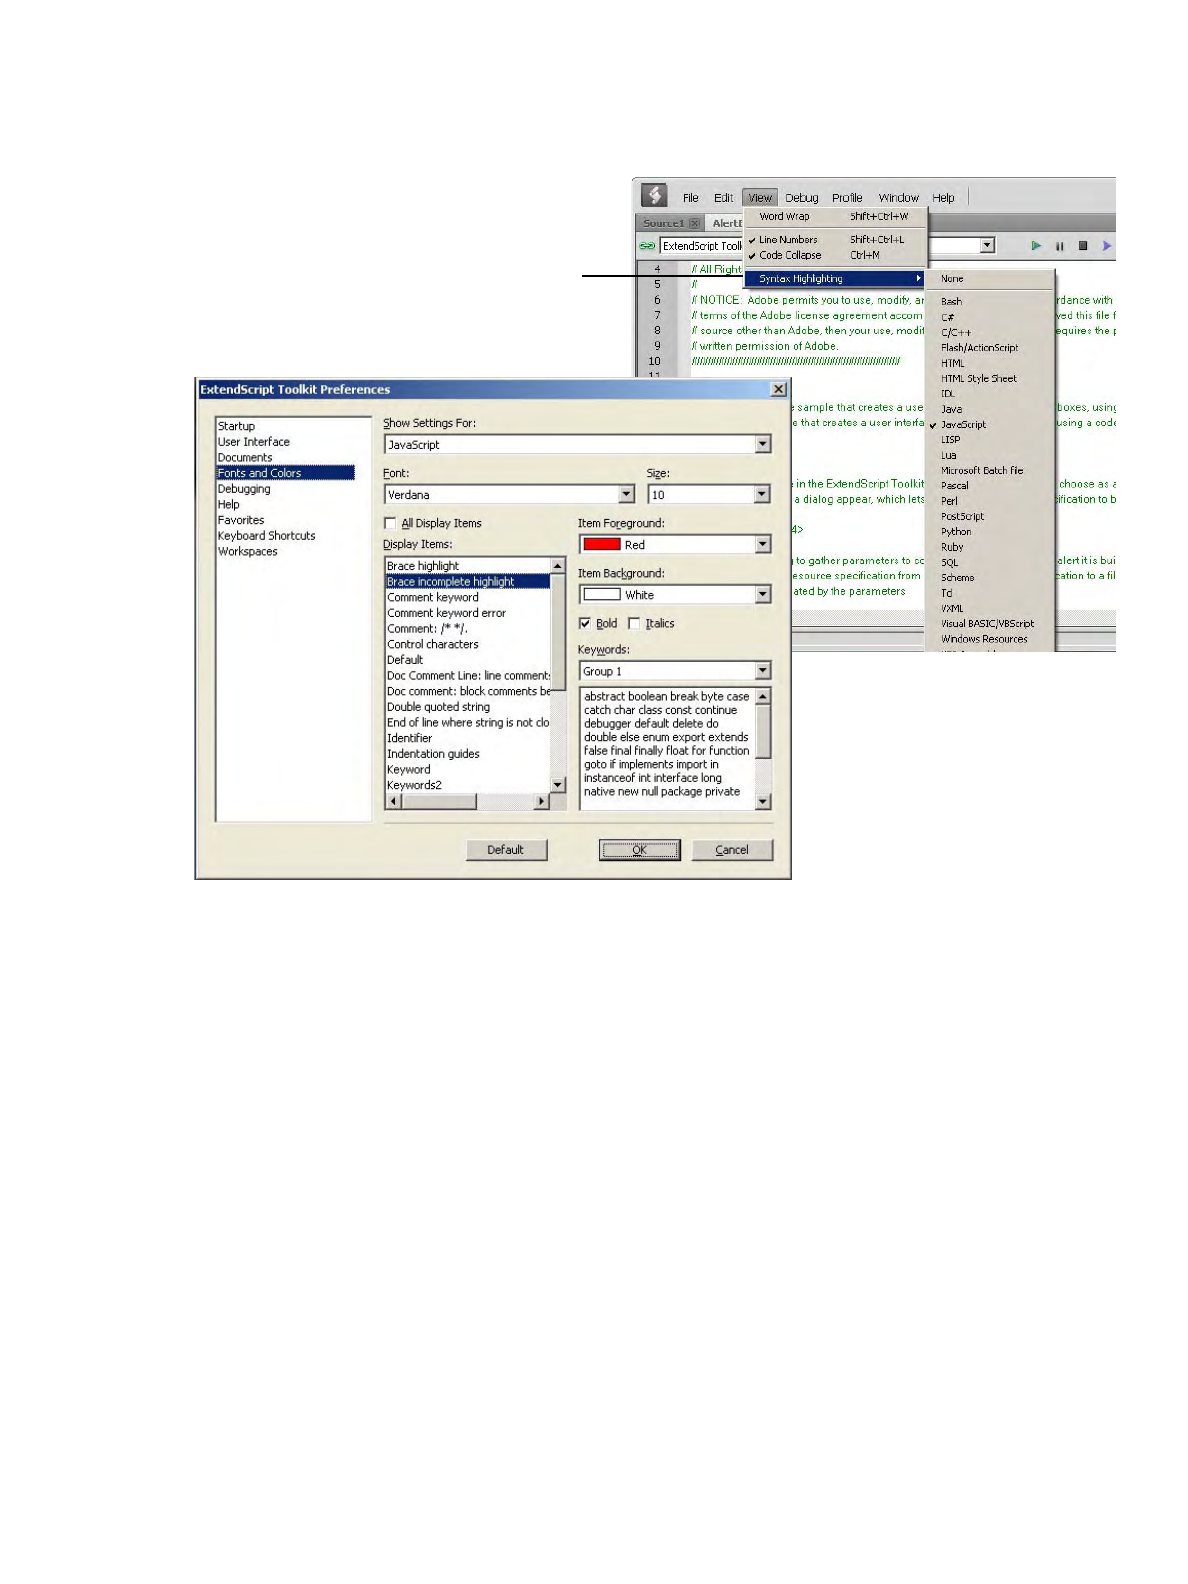 File Edit View Debug Profile Window Help
Source1
Word Wrap Shift+Ctrl+W
ExtendScript
Line Numbers Shift+Ctrl+L
Code Collapse Ctrl+M
Syntax Highlighting
None
Bash
C#
C/C++
Flash/ActionScript
HTML
HTML Style Sheet
IDL
Java
JavaScript
LISP
Lua
Microsoft Batch file
Pascal
Perl
PostScript
Python
Ruby
SQL
Scheme
Tcl
VXML
Visual BASIC/VBScript
Windows Resources
4 // All
5 //
6 // NOTICE: Adobe permits you to use, modify, rdance with
7 // terms of the Adobe license agreement accom ved this file f
8 // source other than Adobe, then your use, modif equires the p
9 // written permission of Adobe.
10 ////////////////////////////////////////////////////////////////////
11
e sample that creates a use boxes, using
e that creates a user interfa using a code
e in the ExtendScript Toolkit choose as a
a dialog appear, which lets ification to b
4>
g to gather parameters to co alert it is bui
resource specification from ication to a fil
ated by the parameters
ExtendScript Toolkit Preferences
Startup
User Interface
Documents
Fonts and Colors
Debugging
Help
Favorites
Keyboard Shortcuts
Workspaces
Show Settings For:
JavaScript
Font: Size:
Verdana 10
All Display Items
Display Items:
Brace highlight
Brace incomplete highlight
Comment keyword
Comment keyword error
Comment: /* */.
Control characters
Default
Doc Comment Line: line comments
Doc comment: block comments be
Double quoted string
End of line where string is not clo
Identifier
Indentation guides
Keyword
Keywords2
Item Foreground:
Red
Item Background:
White
Bold Italics
Keywords:
Group 1
abstract boolean break byte case
catch char class const continue
debugger default delete do
double else enum export extends
false final finally float for function
goto if implements import in
instanceof int interface long
native new null package private
Default OK Cancel